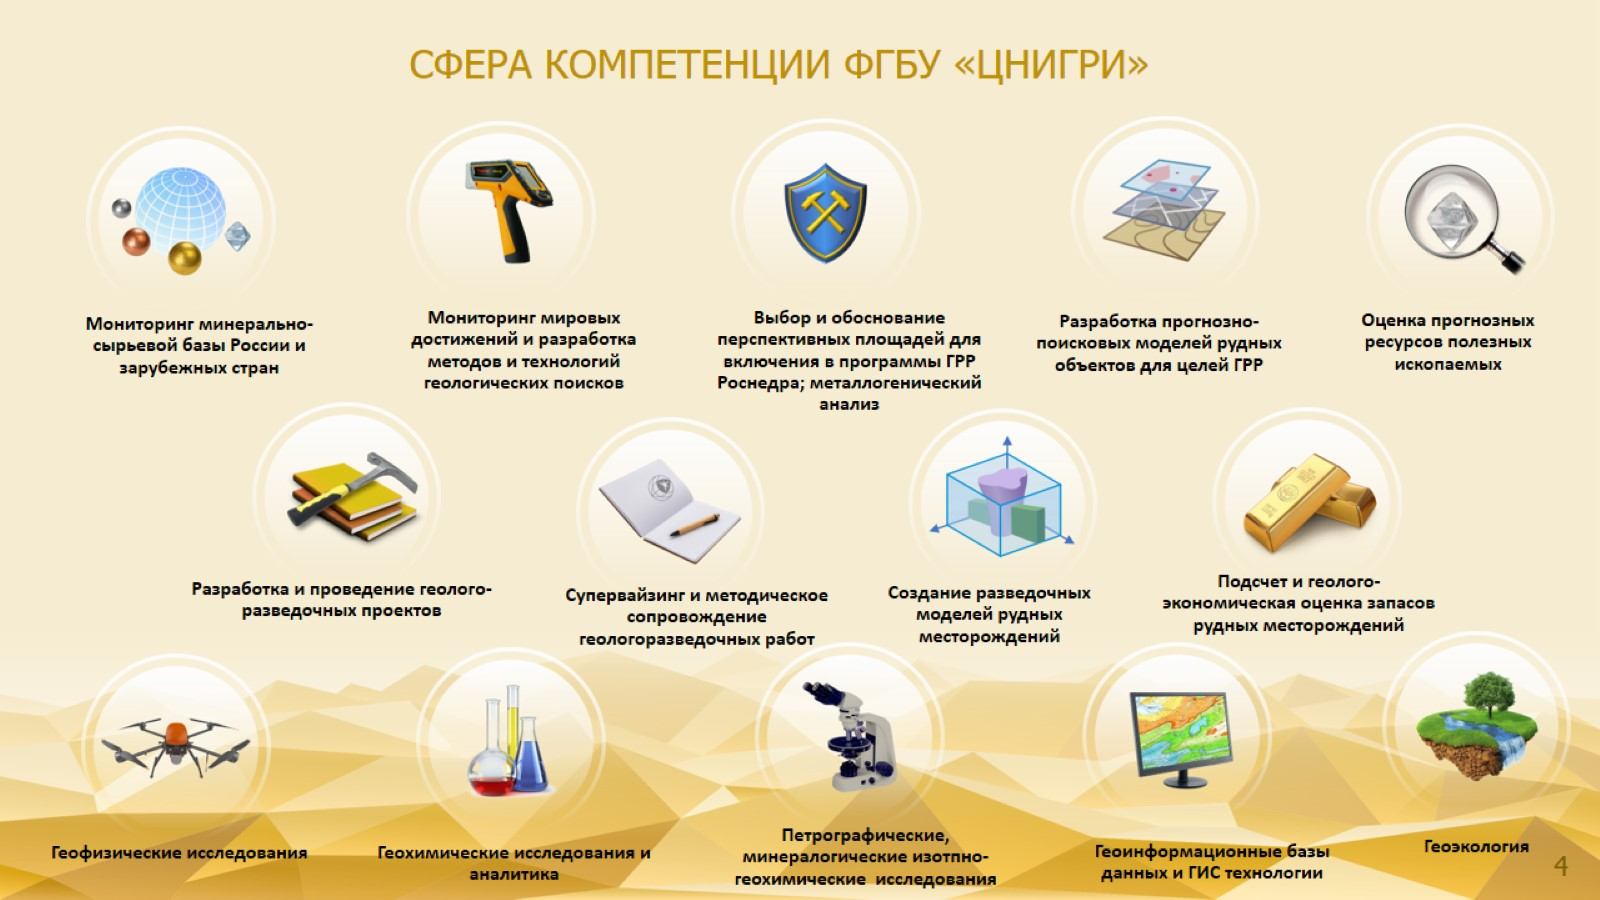 СФЕРА КОМПЕТЕНЦИИ ФГБУ «ЦНИГРИ»
Мониторинг минерально-
сырьевой базы России и
зарубежных стран
Мониторинг мировых
достижений и разработка
методов и технологий
геологических поисков
Выбор и обоснование
перспективных площадей для
включения в программы ГРР
Роснедра; металлогенический
анализ
Разработка прогнозно-
поисковых моделей рудных
объектов для целей ГРР
Оценка прогнозных
ресурсов полезных
ископаемых
Разработка и проведение геолого-
разведочных проектов
Супервайзинг и методическое
сопровождение
геологоразведочных работ
Создание разведочных
моделей рудных
месторождений
Подсчет и геолого-
экономическая оценка запасов
рудных месторождений
Геофизические исследования
Геохимические исследования и
аналитика
Петрографические,
минералогические изотпно-
геохимические исследования
Геоинформационные базы
данных и ГИС технологии
Геоэкология
4